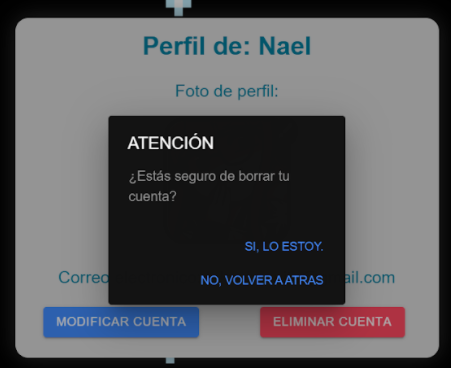 Perfil de: Nael
Foto de perfil:
ATENCIÓN
¿Estás seguro de borrar tu
cuenta?
SI, LO ESTOY.
NO, VOLVER A ATRAS
Correo ail.com
MODIFICAR CUENTA
ELIMINAR CUENTA